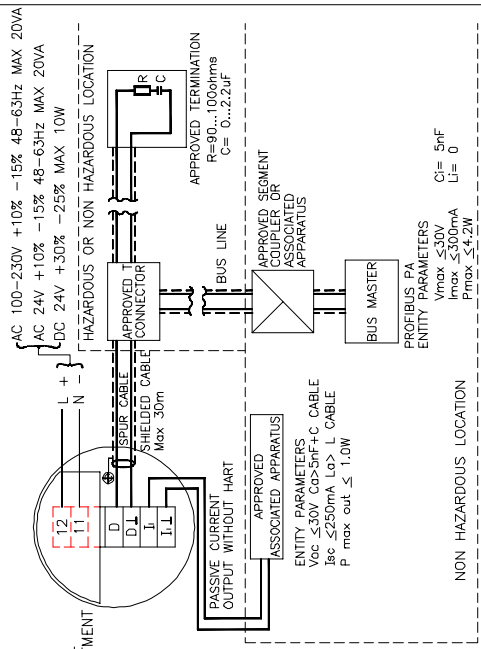 AC 100-230V +10% -15% 48-63Hz MAX 20VA
AC 24V +10% -15% 48-63Hz MAX 20VA
DC 24V +30% -25% MAX 10W
HAZARDOUS OR NON HAZARDOUS LOCATION
L +
N -
12
11
D
D⊥
I
I⊥
MENT
SPUR CABLE
SHIELDED CABLE
Max 30m
APPROVED T
CONNECTOR
R
C
APPROVED TERMINATION
R=90...100ohms
C= 0...2.2uF
BUS LINE
PASSIVE CURRENT
OUTPUT WITHOUT HART
APPROVED SEGMENT
COUPLER OR
ASSOCIATED
APPARATUS
APPROVED
ASSOCIATED APPARATUS
ENTITY PARAMETERS
Voc ≤30V Ca>5nF+C CABLE
Isc ≤250mA La> L CABLE
P max out ≤ 1.0W
BUS MASTER
PROFIBUS PA
ENTITY PARAMETERS
Vmax ≤30V Ci= 5nF
Imax ≤300mA Li= 0
Pmax ≤4.2W
NON HAZARDOUS LOCATION